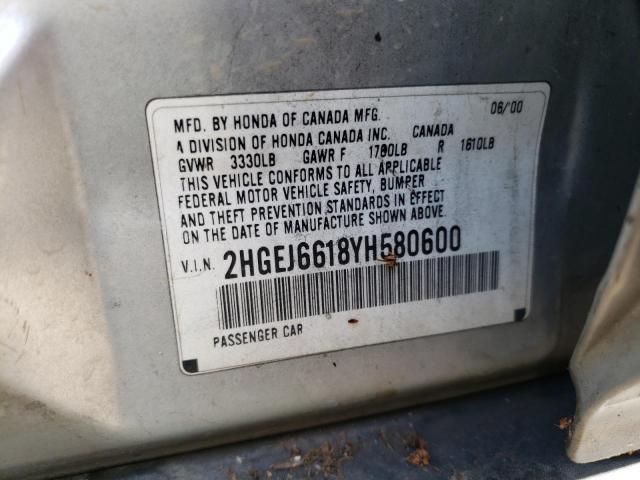 MFD. BY HONDA OF CANADA MFG. 06/00
A DIVISION OF HONDA CANADA INC. CANADA
GVWR 3330LB GAWR F 1780LB R 1610LB
THIS VEHICLE CONFORMS TO ALL APPLICABLE
FEDERAL MOTOR VEHICLE SAFETY, BUMPER
AND THEFT PREVENTION STANDARDS IN EFFECT
ON THE DATE OF MANUFACTURE SHOWN ABOVE.
V.I.N. 2HGEJ6618YH580600
PASSENGER CAR